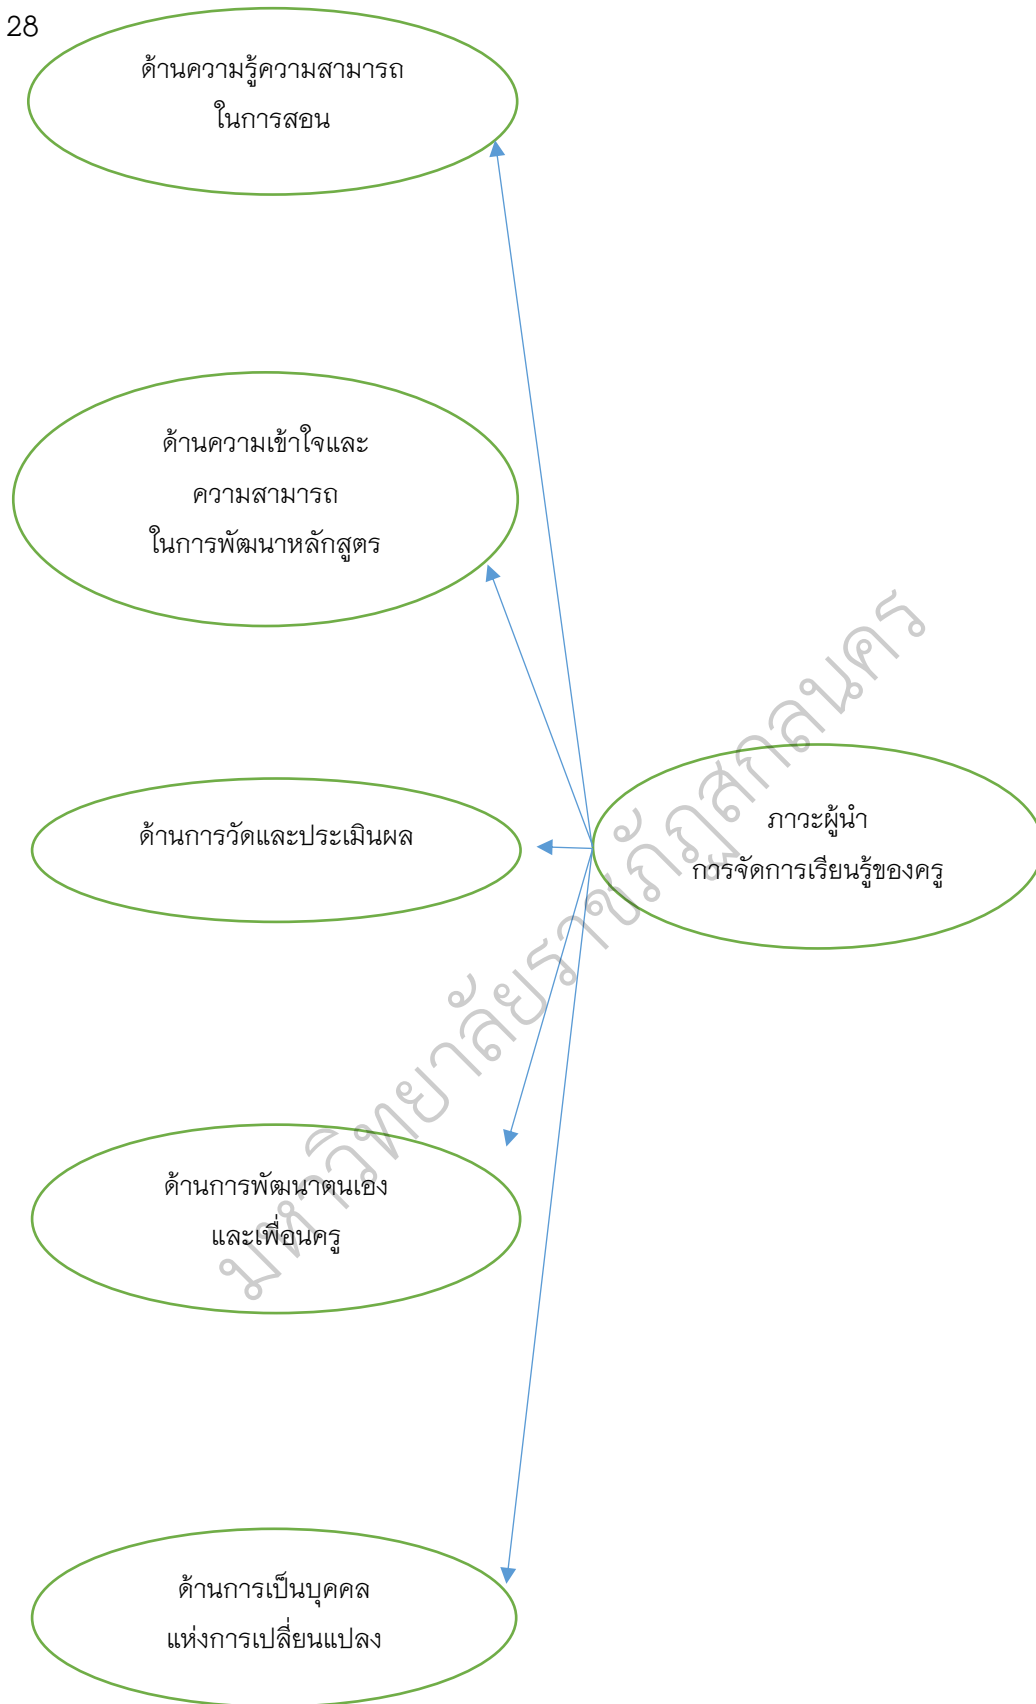 28
ด้านความรู้ความสามารถ
ในการสอน
ด้านความเข้าใจและ
ความสามารถ
ในการพัฒนาหลักสูตร
ด้านการวัดและประเมินผล
ภาวะผู้นำ
การจัดการเรียนรู้ของครู
ด้านการพัฒนาตนเอง
และเพื่อนครู
ด้านการเป็นบุคคล
แห่งการเปลี่ยนแปลง
มหาวิทยาลัยราชภัฏสกลนคร